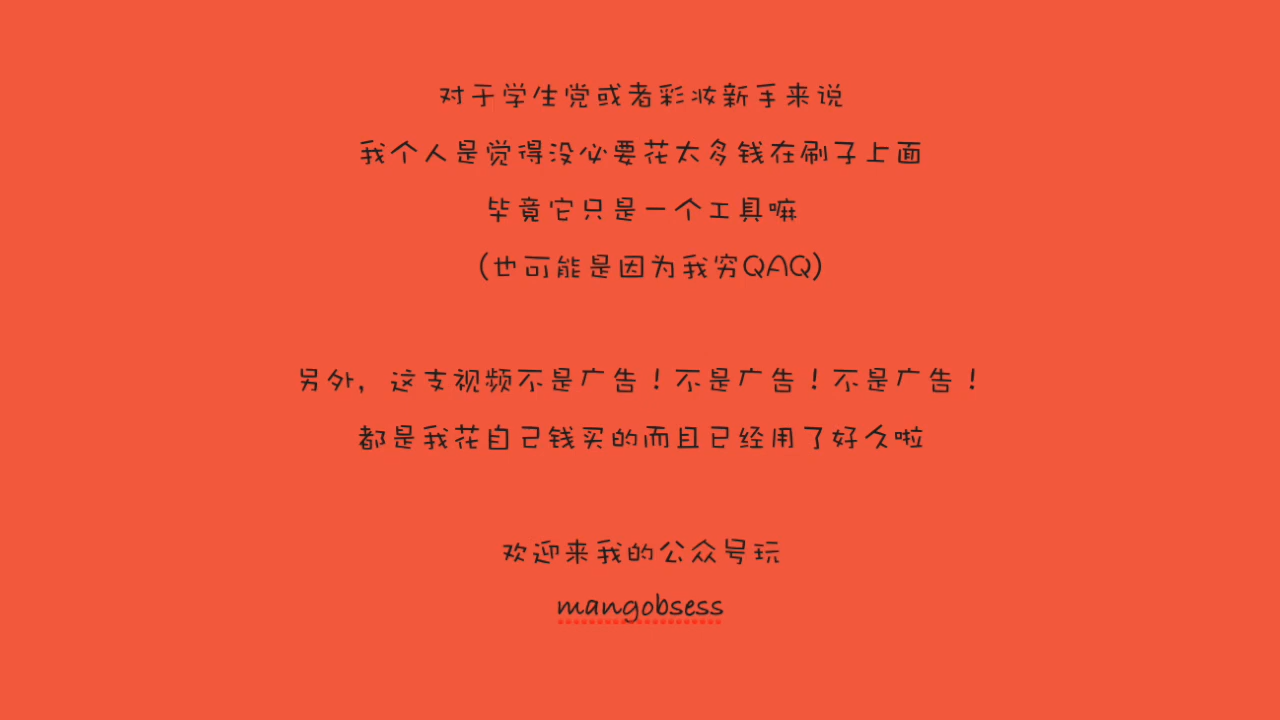 对于学生党或者彩妆新手来说
我个人是觉得没必要花太多钱在刷子上面
毕竟它只是一个工具嘛
(也可能是因为我穷QAQ)
另外，这支视频不是广告！不是广告！不是广告！
都是我花自己钱买的而且已经用了好久啦
欢迎来我的公众号玩
mangobsess